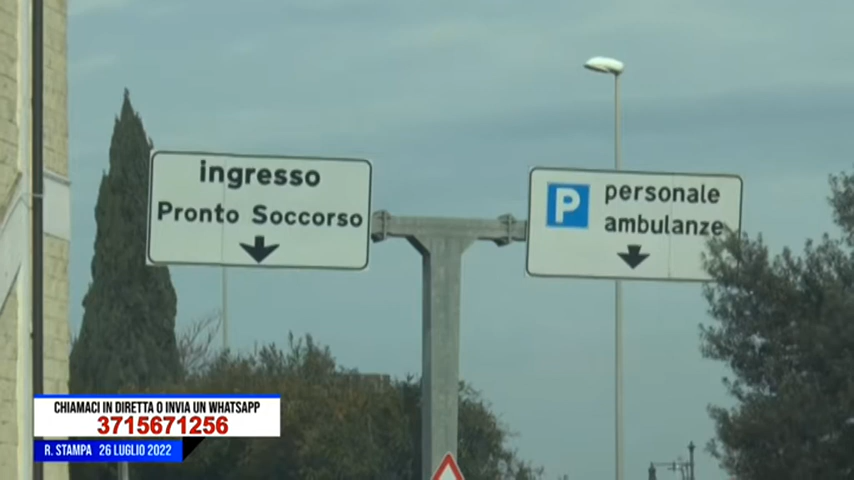 ingresso
Pronto Soccorso
P personale
ambulanze
CHIAMACI IN DIRETTA O INVIA UN WHATSAPP
3715671256
R. STAMPA 26 LUGLIO 2022